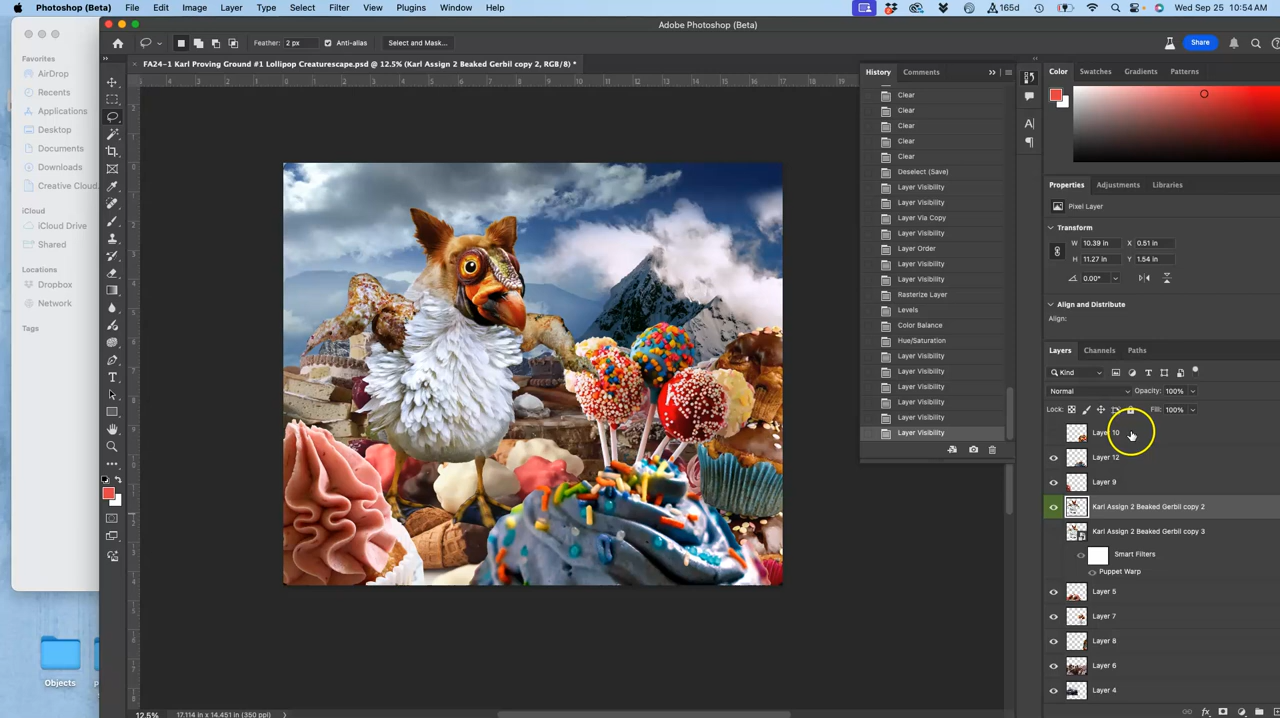 Photoshop (Beta) File Edit Image Layer Type Select Filter View Plugins Window Help 165d Wed Sep 25 10:54 AM
Adobe Photoshop (Beta)
Feather: 2 px Anti-alias Select and Mask... Share
FA24-1 Karl Proving Ground #1 Lollipop Creaturescape.psd @ 12.5% (Karl Assign 2 Beaked Gerbil copy 2, RGB/8) *
Favorites
AirDrop
Recents
Applications
Desktop
Documents
Downloads
Creative Cloud
iCloud
iCloud Drive
Shared
Locations
Dropbox
Network
Tags
Objects
History Comments
Clear
Clear
Clear
Clear
Clear
Deselect (Save)
Layer Visibility
Layer Visibility
Layer Via Copy
Layer Visibility
Layer Order
Layer Visibility
Layer Visibility
Rasterize Layer
Levels
Color Balance
Hue/Saturation
Layer Visibility
Layer Visibility
Layer Visibility
Layer Visibility
Layer Visibility
Layer Visibility
Color Swatches Gradients Patterns
Properties Adjustments Libraries
Pixel Layer
Transform
W 10.39 in X 0.51 in
H 11.27 in Y 1.54 in
0.00°
Align and Distribute
Align:
Layers Channels Paths
Kind
Normal Opacity: 100%
Lock: Fill: 100%
Layer 10
Layer 12
Layer 9
Karl Assign 2 Beaked Gerbil copy 2
Karl Assign 2 Beaked Gerbil copy 3
Smart Filters
Puppet Warp
Layer 5
Layer 7
Layer 8
Layer 6
Layer 4
12.5% 17.114 in x 14.451 in (350 ppi)